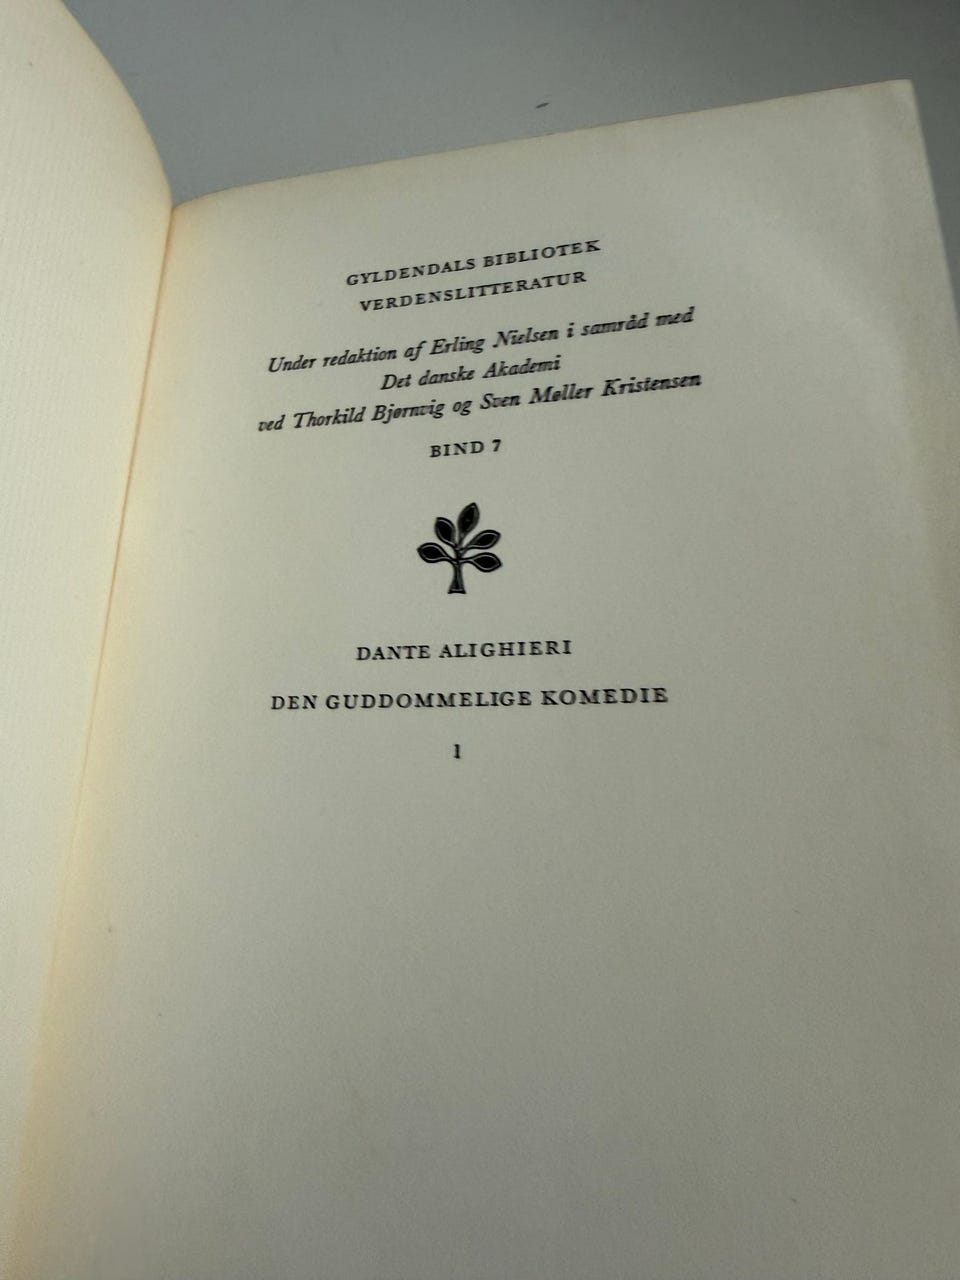 GYLDENDALS BIBLIOTEK
VERDENSLITTERATUR
Under redaktion af Erling Nielsen i samråd med
Det danske Akademi
ved Thorkild Bjørnvig og Sven Møller Kristensen
BIND 7
DANTE ALIGHIERI
DEN GUDDOMMELIGE KOMEDIE
1